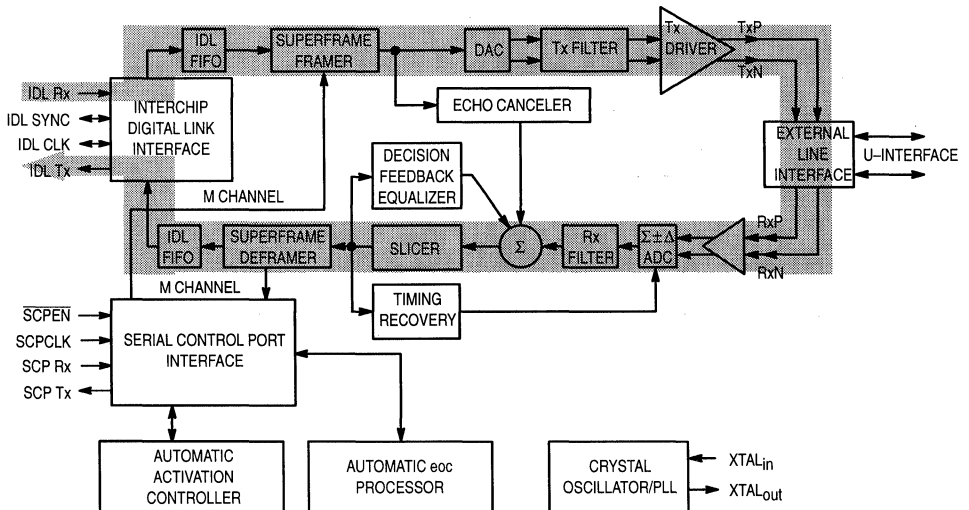 IDL
FIFO
SUPERFRAME
FRAMER
DAC
Tx FILTER
Tx
DRIVER
TxP
TxN
IDL Rx
IDL SYNC
IDL CLK
IDL Tx
INTERCHIP
DIGITAL LINK
INTERFACE
ECHO CANCELER
EXTERNAL
LINE
INTERFACE
U–INTERFACE
M CHANNEL
DECISION
FEEDBACK
EQUALIZER
IDL
FIFO
SUPERFRAME
DEFRAMER
SLICER
Σ
Rx
FILTER
Σ±Δ
ADC
RxP
RxN
M CHANNEL
TIMING
RECOVERY
SCPEN
SCPCLK
SCP Rx
SCP Tx
SERIAL CONTROL PORT
INTERFACE
AUTOMATIC
ACTIVATION
CONTROLLER
AUTOMATIC eoc
PROCESSOR
CRYSTAL
OSCILLATOR/PLL
XTALin
XTALout